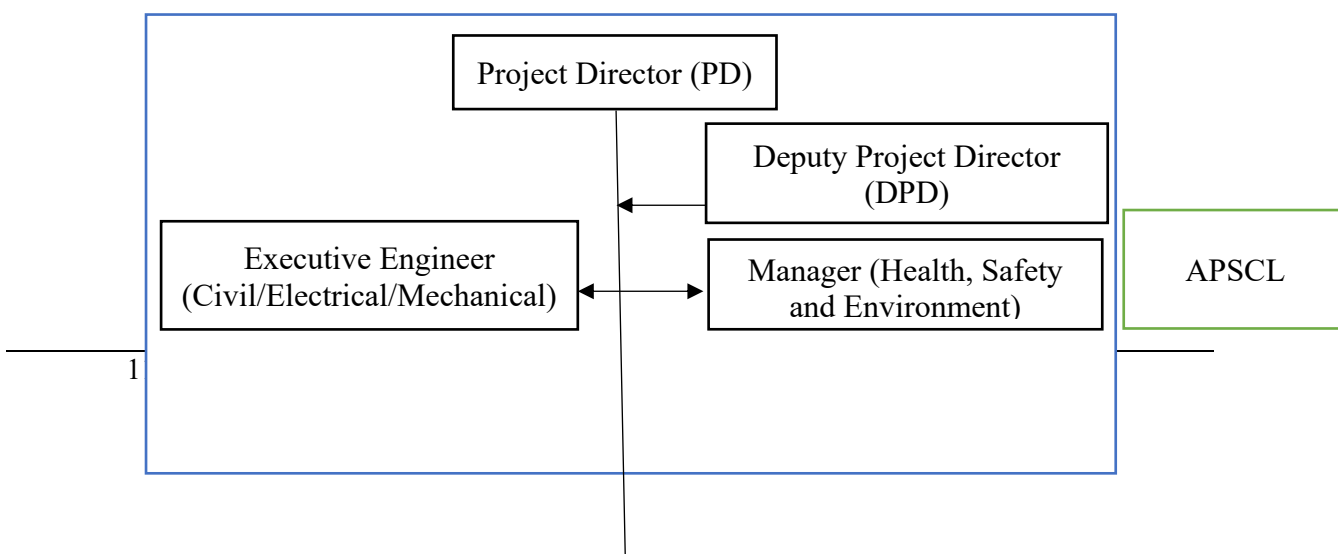 Project Director (PD)
Deputy Project Director
(DPD)
Executive Engineer
(Civil/Electrical/Mechanical)
Manager (Health, Safety
and Environment)
APSCL
1